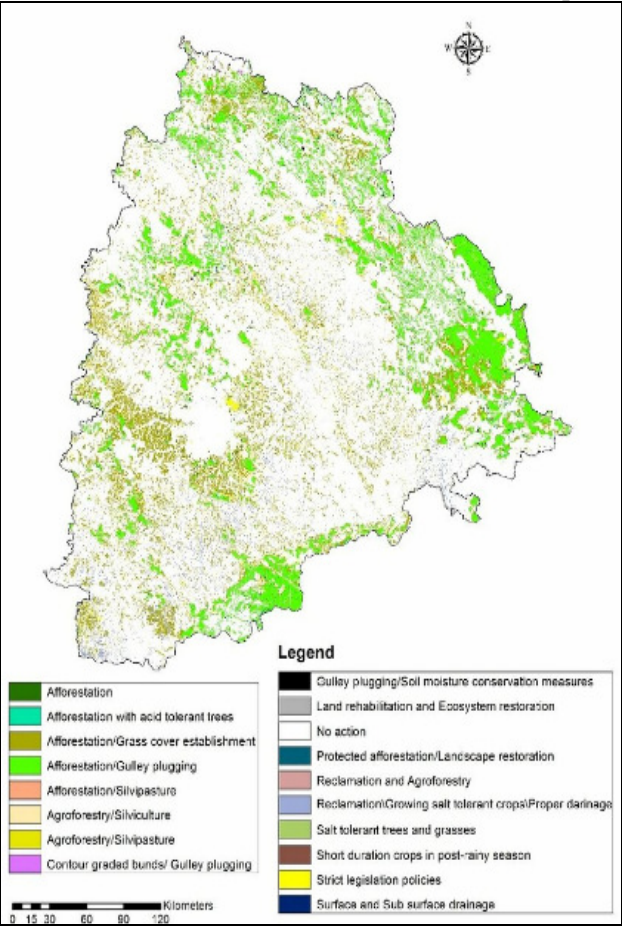 N
W E
S
Legend
Afforestation
Afforestation with acid tolerant trees
Afforestation/Grass cover establishment
Afforestation/Gulley plugging
Afforestation/Silvipasture
Agroforestry/Silviculture
Agroforestry/Silvipasture
Contour graded bunds/ Gulley plugging
Gulley plugging/Soil moisture conservation measures
Land rehabilitation and Ecosystem restoration
No action
Protected afforestation/Landscape restoration
Reclamation and Agroforestry
Reclamation\Growing salt tolerant crops\Proper darinage
Salt tolerant trees and grasses
Short duration crops in post-rainy season
Strict legislation policies
Surface and Sub surface drainage
Kilometers
0 15 30 60 90 120